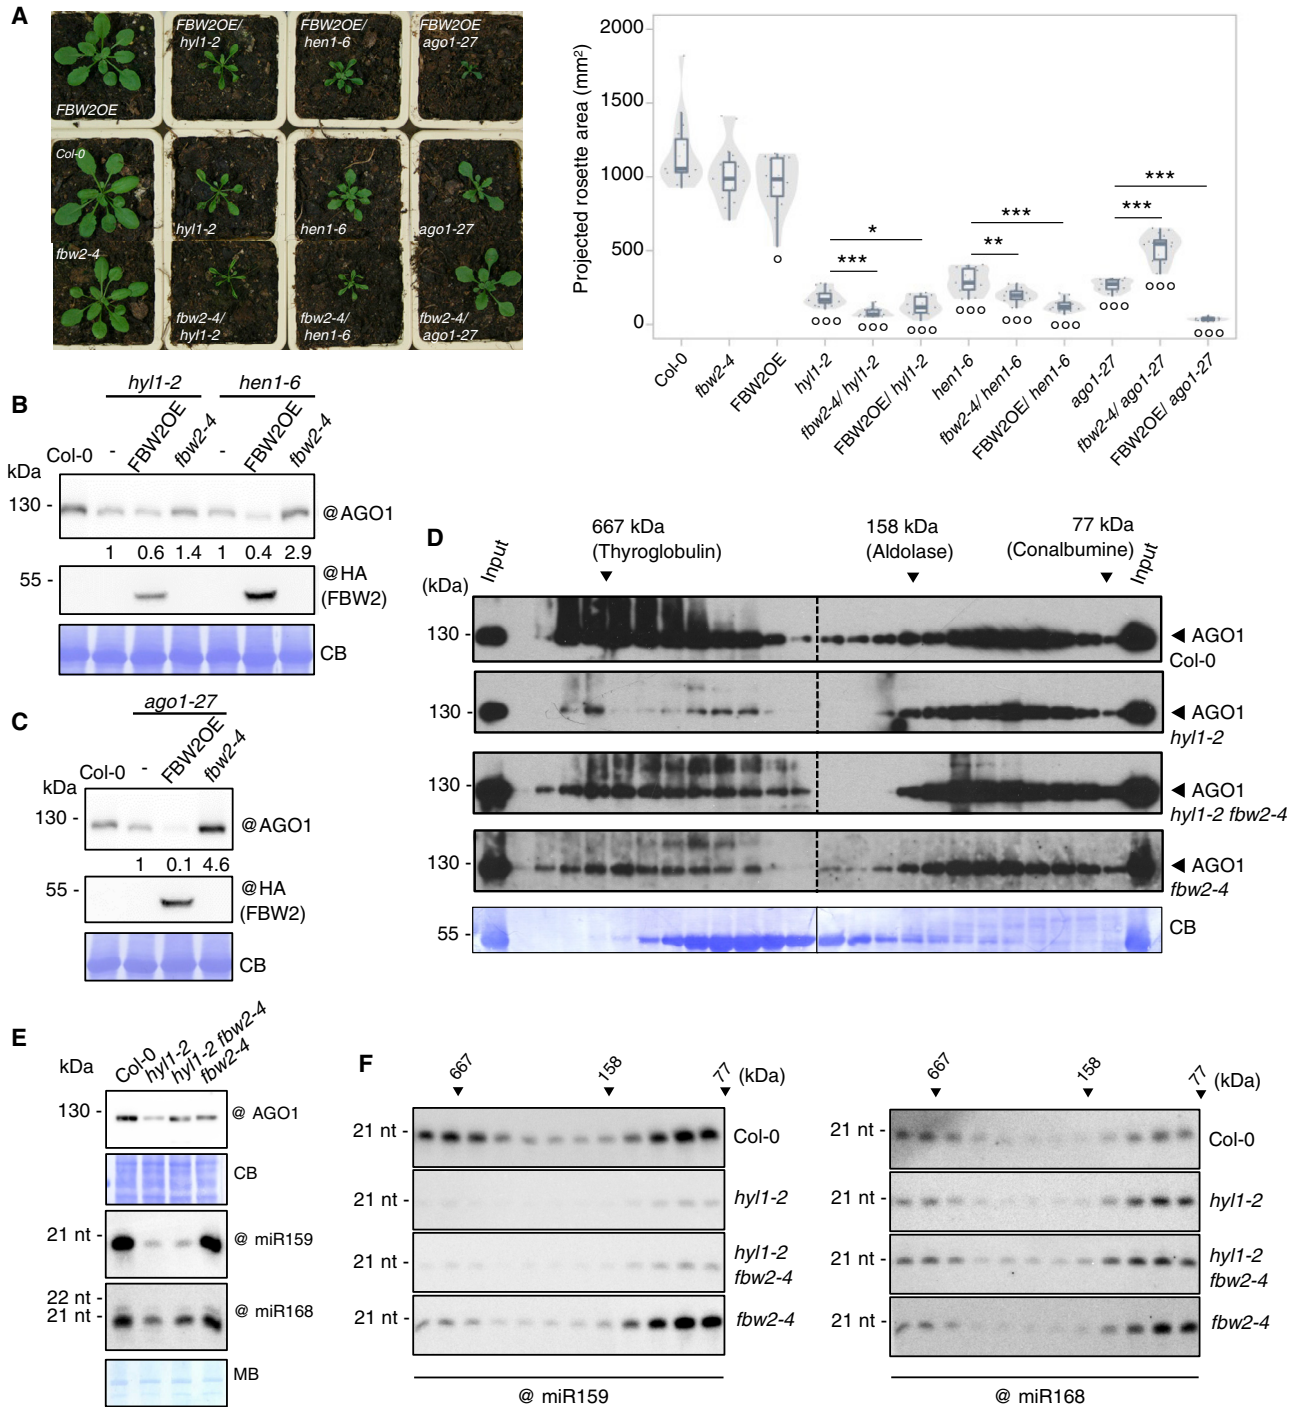 A
FBW2OE
FBW2OE/
hyl1-2
FBW2OE/
hen1-6
FBW2OE
ago1-27
Col-0
hyl1-2
hen1-6
ago1-27
fbw2-4
fbw2-4/
hyl1-2
fbw2-4/
hen1-6
fbw2-4/
ago1-27
Projected rosette area (mm²)
2000
1500
1000
500
0
*
***
***
**
***
***
o
ooo
ooo
ooo
ooo
ooo
ooo
ooo
ooo
ooo
Col-0
fbw2-4
FBW2OE
hyl1-2
fbw2-4/ hyl1-2
FBW2OE/ hyl1-2
hen1-6
fbw2-4/ hen1-6
FBW2OE/ hen1-6
ago1-27
fbw2-4/ ago1-27
FBW2OE/ ago1-27
B
hyl1-2 hen1-6
Col-0 - FBW2OE fbw2-4 - FBW2OE fbw2-4
kDa
130 - @AGO1
1 0.6 1.4 1 0.4 2.9
55 - @HA
(FBW2)
CB
C
ago1-27
Col-0 - FBW2OE fbw2-4
kDa
130 - @AGO1
1 0.1 4.6
55 - @HA
(FBW2)
CB
D
667 kDa
(Thyroglobulin)
158 kDa
(Aldolase)
77 kDa
(Conalbumine)
Input
Input
(kDa)
130 - ◀ AGO1
Col-0
130 - ◀ AGO1
hyl1-2
130 - ◀ AGO1
hyl1-2 fbw2-4
130 - ◀ AGO1
fbw2-4
55 - CB
E
kDa Col-0 hyl1-2 hyl1-2 fbw2-4 fbw2-4
130 - @ AGO1
CB
21 nt - @ miR159
22 nt -
21 nt - @ miR168
MB
F
667 158 77 (kDa)
21 nt - Col-0
21 nt - hyl1-2
21 nt - hyl1-2
fbw2-4
21 nt - fbw2-4
@ miR159
667 158 77 (kDa)
21 nt - Col-0
21 nt - hyl1-2
21 nt - hyl1-2
fbw2-4
21 nt - fbw2-4
@ miR168